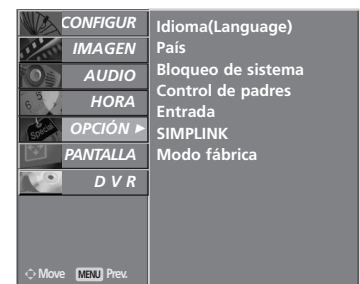 CONFIGUR
IMAGEN
AUDIO
HORA
OPCIÓN ►
PANTALLA
D V R
Idioma(Language)
País
Bloqueo de sistema
Control de padres
Entrada
SIMPLINK
Modo fábrica
Move MENU Prev.